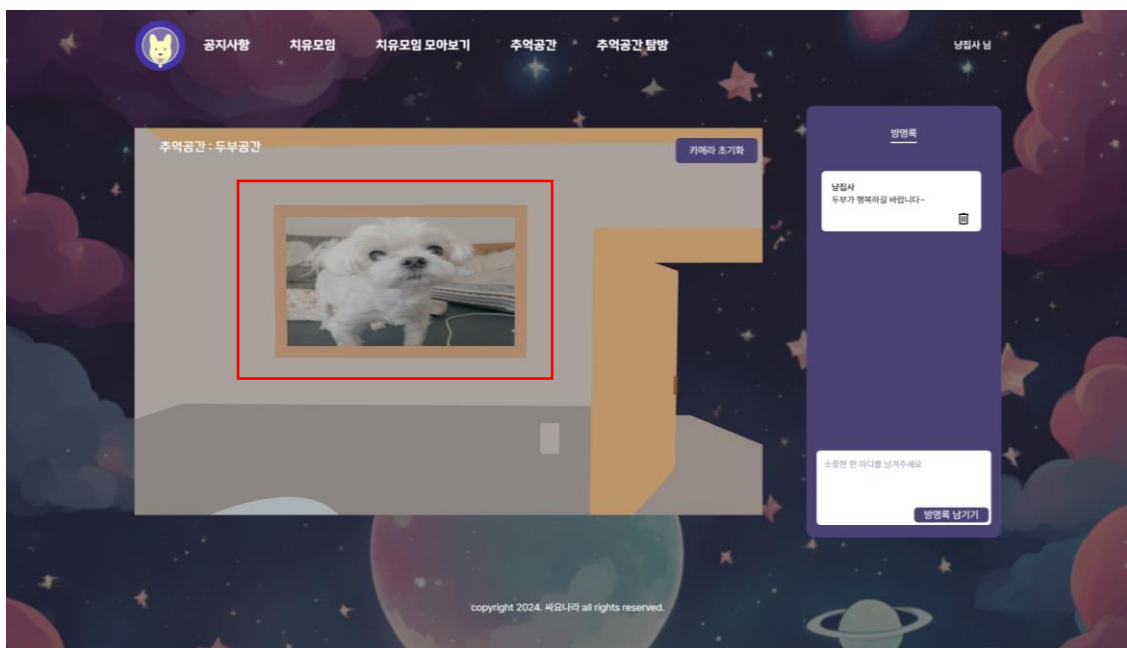 공지사항 치유모임 치유모임 모아보기 추억공간 추억공간 탐방 냥집사 님
추억공간 : 두부공간
카메라 초기화
방명록
냥집사
두부가 행복하길 바랍니다~
소중한 한 마디를 남겨주세요
방명록 남기기
copyright 2024. 싸요나라 all rights reserved.